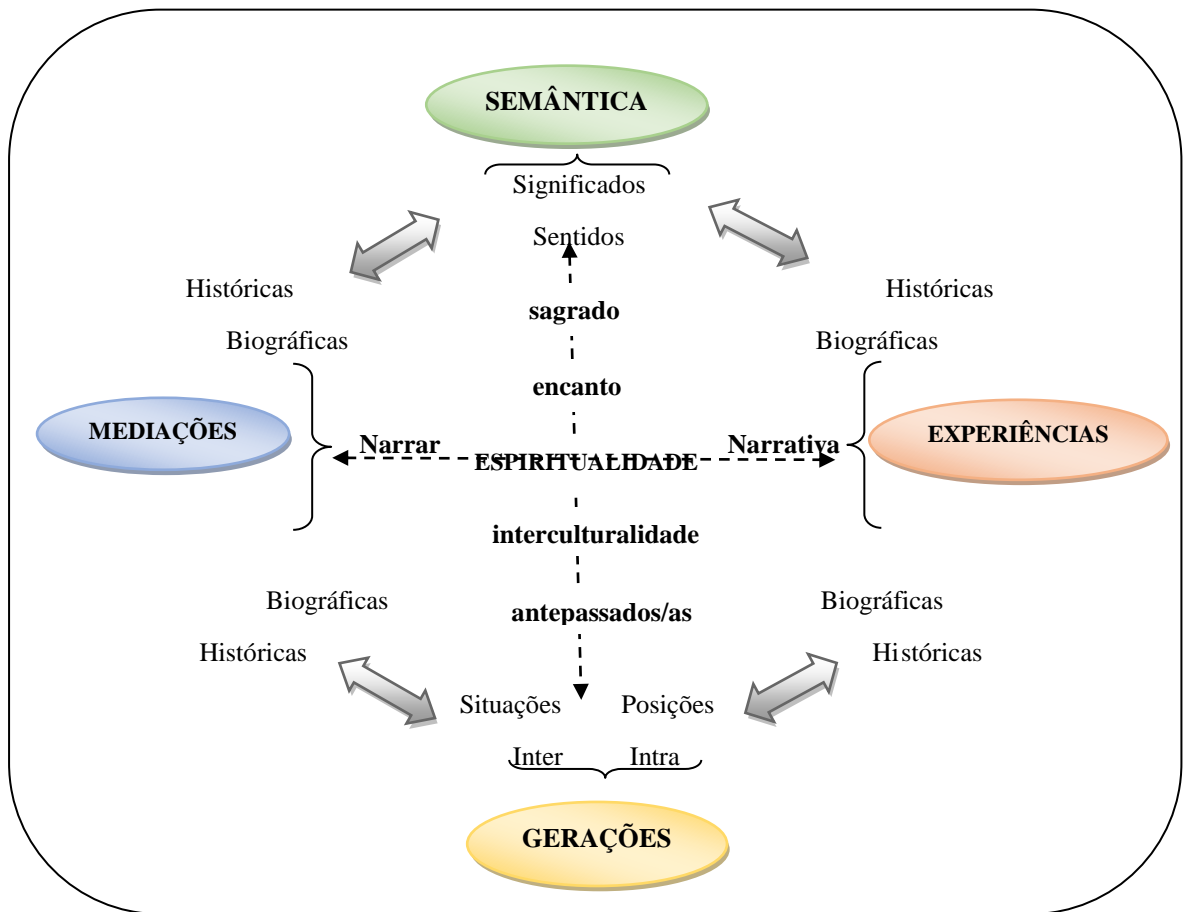 SEMÂNTICA
Significados
Sentidos
Históricas
Históricas
sagrado
Biográficas
Biográficas
encanto
MEDIAÇÕES
EXPERIÊNCIAS
Narrar
Narrativa
ESPIRITUALIDADE
interculturalidade
Biográficas
antepassados/as
Biográficas
Históricas
Históricas
Situações
Posições
Inter
Intra
GERAÇÕES